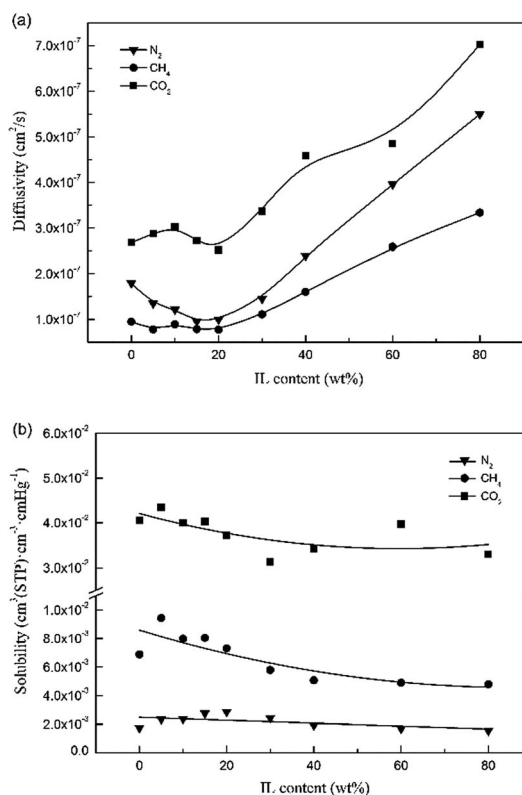 (a)
7.0x10⁻⁷
6.0x10⁻⁷
5.0x10⁻⁷
4.0x10⁻⁷
3.0x10⁻⁷
2.0x10⁻⁷
1.0x10⁻⁷
Diffusivity (cm²/s)
N₂
CH₄
CO₂
0 20 40 60 80
IL content (wt%)
(b)
6.0x10⁻²
5.0x10⁻²
4.0x10⁻²
3.0x10⁻²
1.0x10⁻²
8.0x10⁻³
6.0x10⁻³
4.0x10⁻³
2.0x10⁻³
0.0
Solubility (cm³(STP)·cm⁻³·cmHg⁻¹)
N₂
CH₄
CO₂
0 20 40 60 80
IL content (wt%)